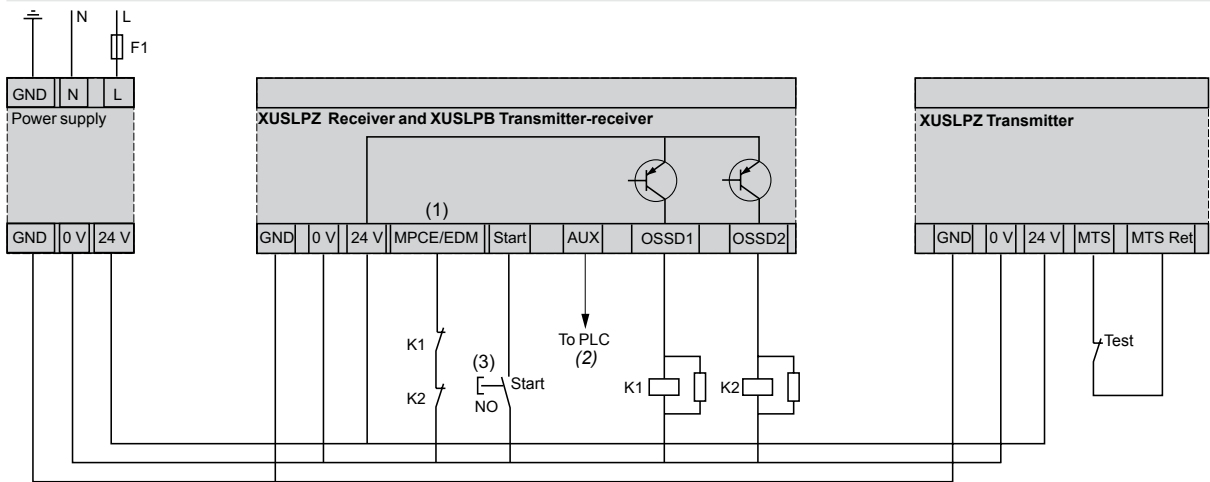 N L
F1
GND N L
Power supply
XUSLPZ Receiver and XUSLPB Transmitter-receiver
XUSLPZ Transmitter
(1)
GND 0 V 24 V
GND 0 V 24 V MPCE/EDM Start AUX OSSD1 OSSD2
GND 0 V 24 V MTS MTS Ret
K1
K2
(3)
Start
NO
To PLC
(2)
K1
K2
Test